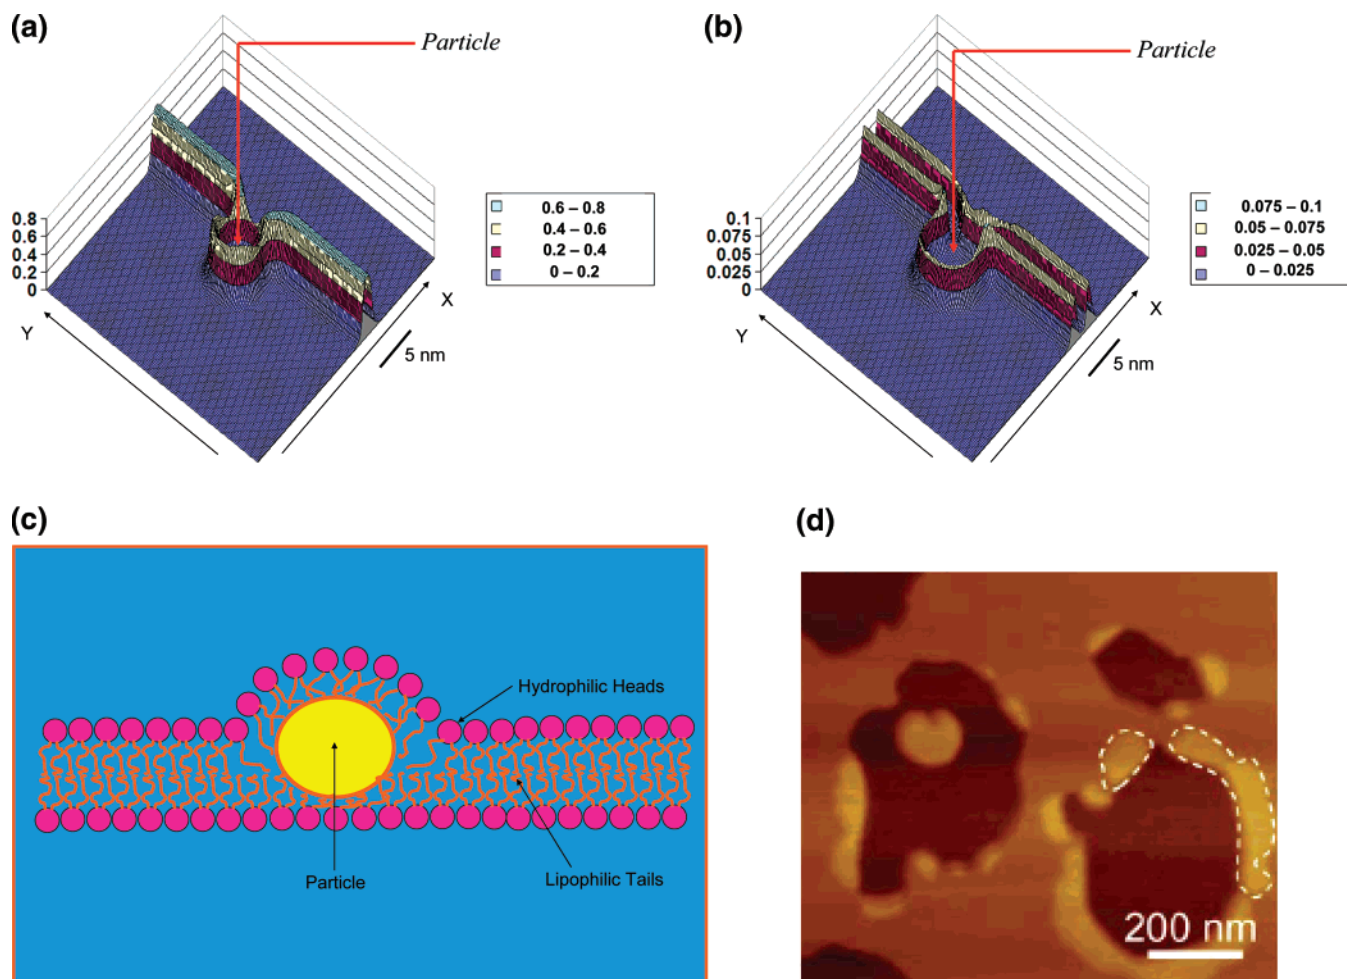 (a)
Particle
0.8
0.6
0.4
0.2
0
Y
X
5 nm
0.6 – 0.8
0.4 – 0.6
0.2 – 0.4
0 – 0.2
(b)
Particle
0.1
0.075
0.05
0.025
0
Y
X
5 nm
0.075 – 0.1
0.05 – 0.075
0.025 – 0.05
0 – 0.025
(c)
Hydrophilic Heads
Particle
Lipophilic Tails
(d)
200 nm